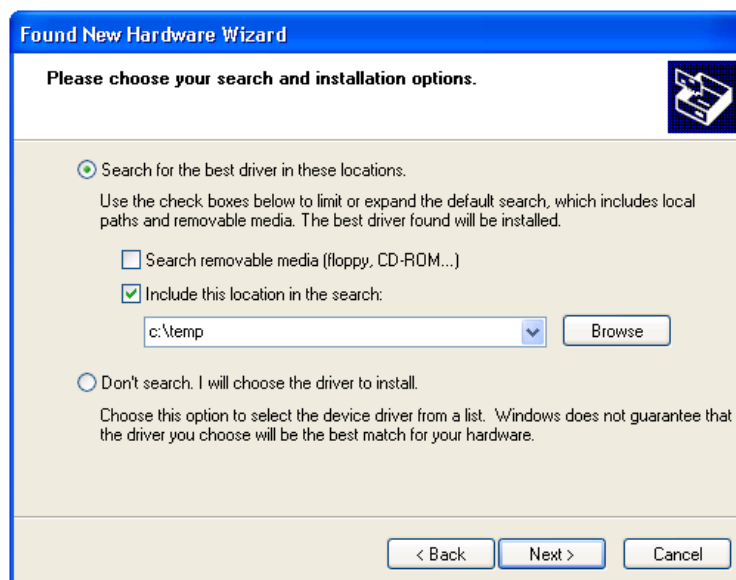 Found New Hardware Wizard
Please choose your search and installation options.
Search for the best driver in these locations.
Use the check boxes below to limit or expand the default search, which includes local
paths and removable media. The best driver found will be installed.
Search removable media (floppy, CD-ROM...)
Include this location in the search:
c:\temp
Browse
Don't search. I will choose the driver to install.
Choose this option to select the device driver from a list.  Windows does not guarantee that
the driver you choose will be the best match for your hardware.
< Back
Next >
Cancel